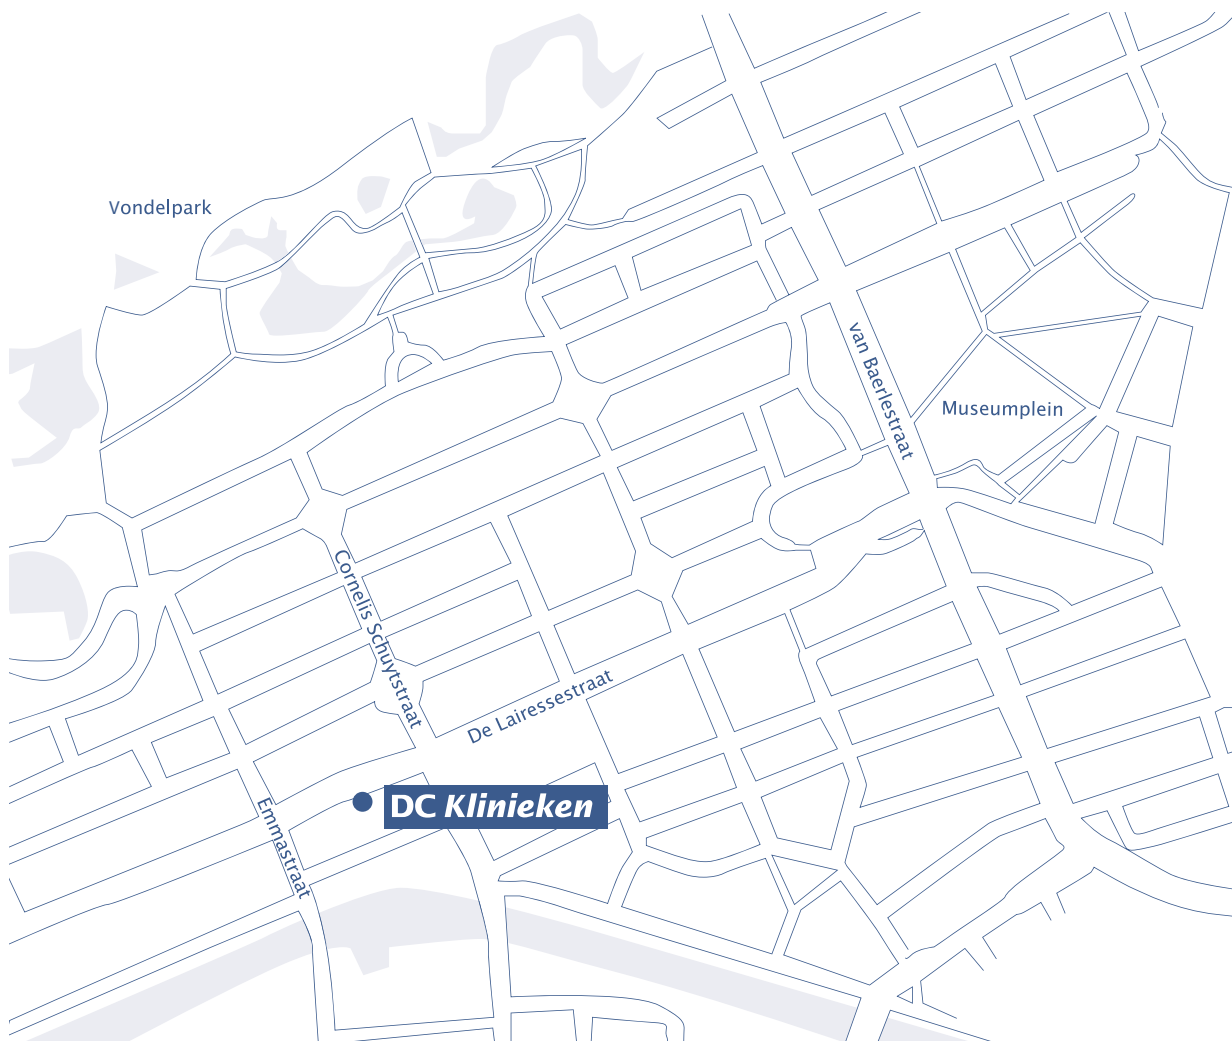 Vondelpark
van Baerlestraat
Museumplein
Cornelis Schuytstraat
De Lairessestraat
DC Klinieken
Emmastraat